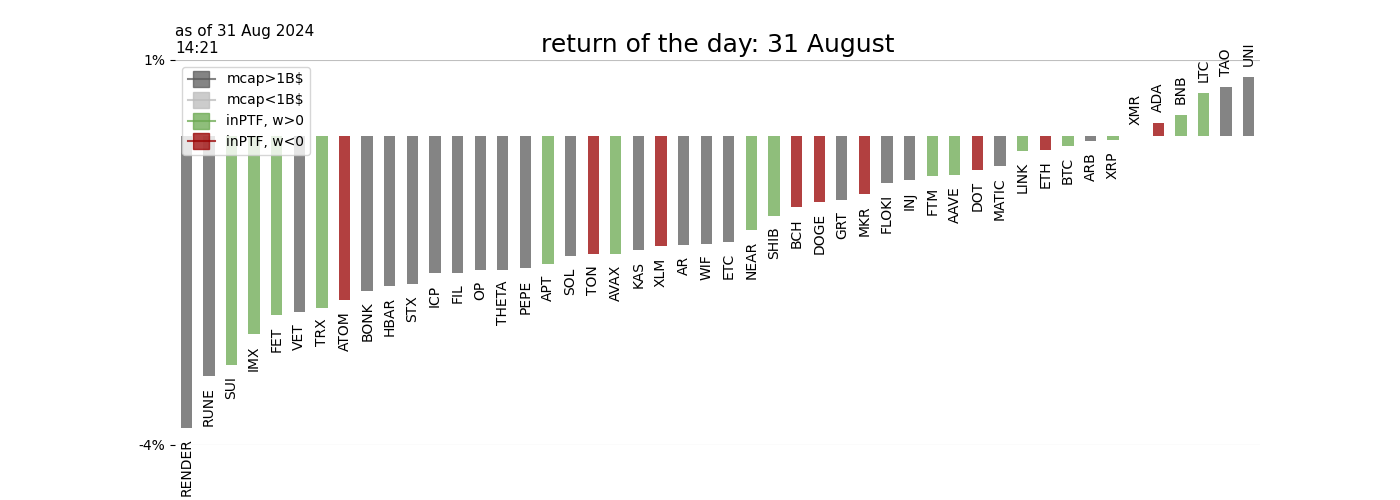 as of 31 Aug 2024
14:21
return of the day: 31 August
1%
mcap>1B$
mcap<1B$
inPTF, w>0
inPTF, w<0
-4%
RENDER
RUNE
SUI
IMX
FET
VET
TRX
ATOM
BONK
HBAR
STX
ICP
FIL
OP
THETA
PEPE
APT
SOL
TON
AVAX
KAS
XLM
AR
WIF
ETC
NEAR
SHIB
BCH
DOGE
GRT
MKR
FLOKI
INJ
FTM
AAVE
DOT
MATIC
LINK
ETH
BTC
ARB
XRP
XMR
ADA
BNB
LTC
TAO
UNI